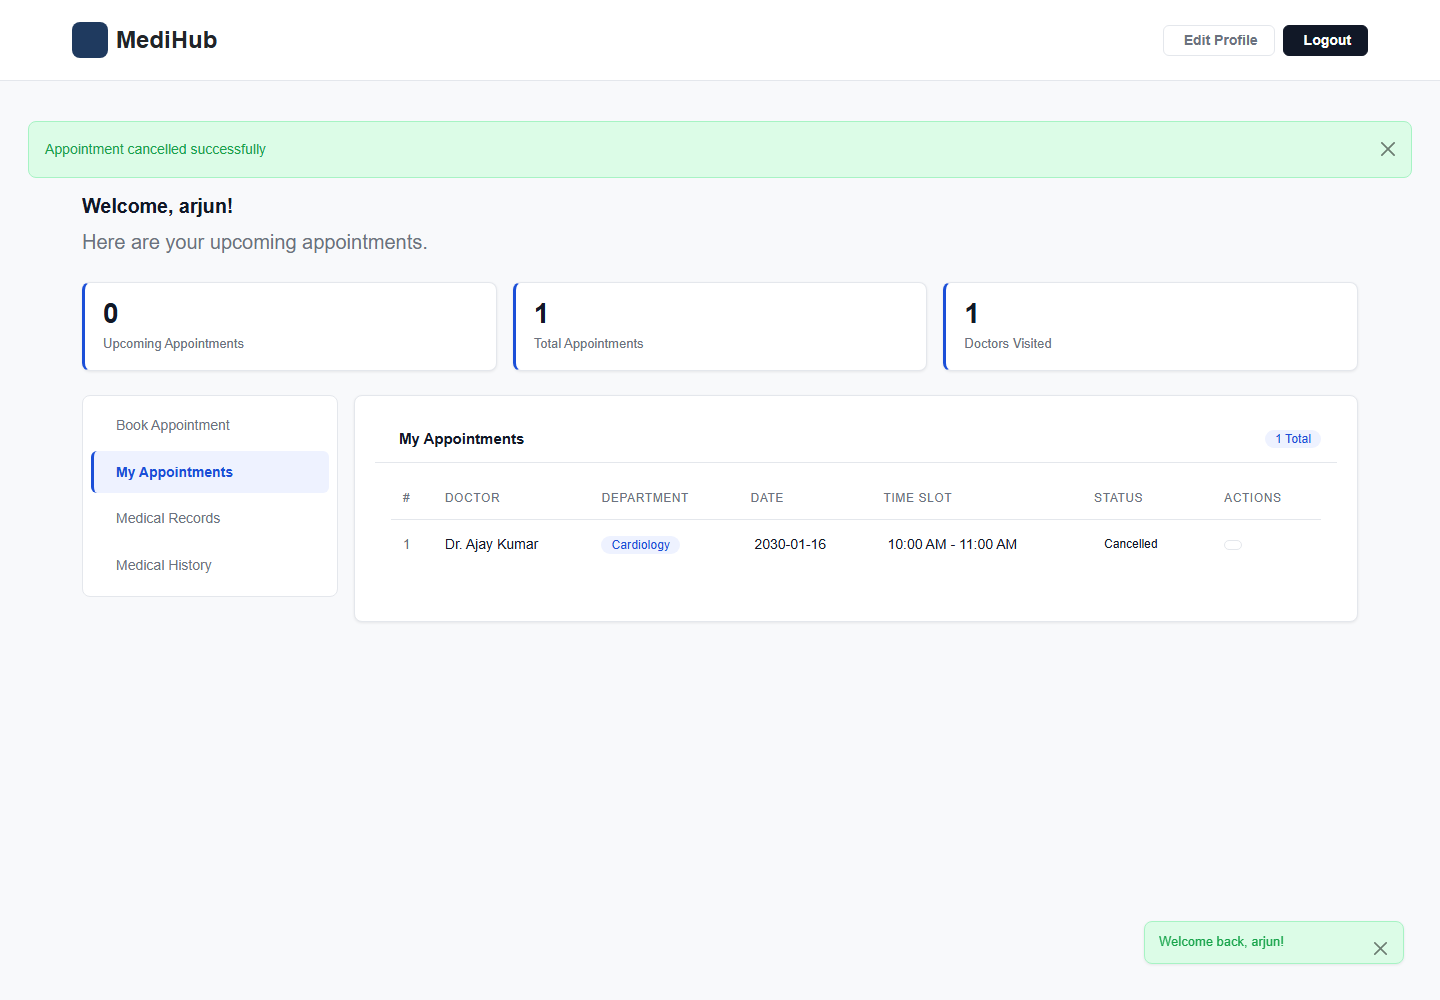 MediHub
Edit Profile
Logout
Appointment cancelled successfully
Welcome, arjun!
Here are your upcoming appointments.
0
Upcoming Appointments
1
Total Appointments
1
Doctors Visited
Book Appointment
My Appointments
Medical Records
Medical History
My Appointments
1 Total
# DOCTOR DEPARTMENT DATE TIME SLOT STATUS ACTIONS
1 Dr. Ajay Kumar Cardiology 2030-01-16 10:00 AM - 11:00 AM Cancelled
Welcome back, arjun!